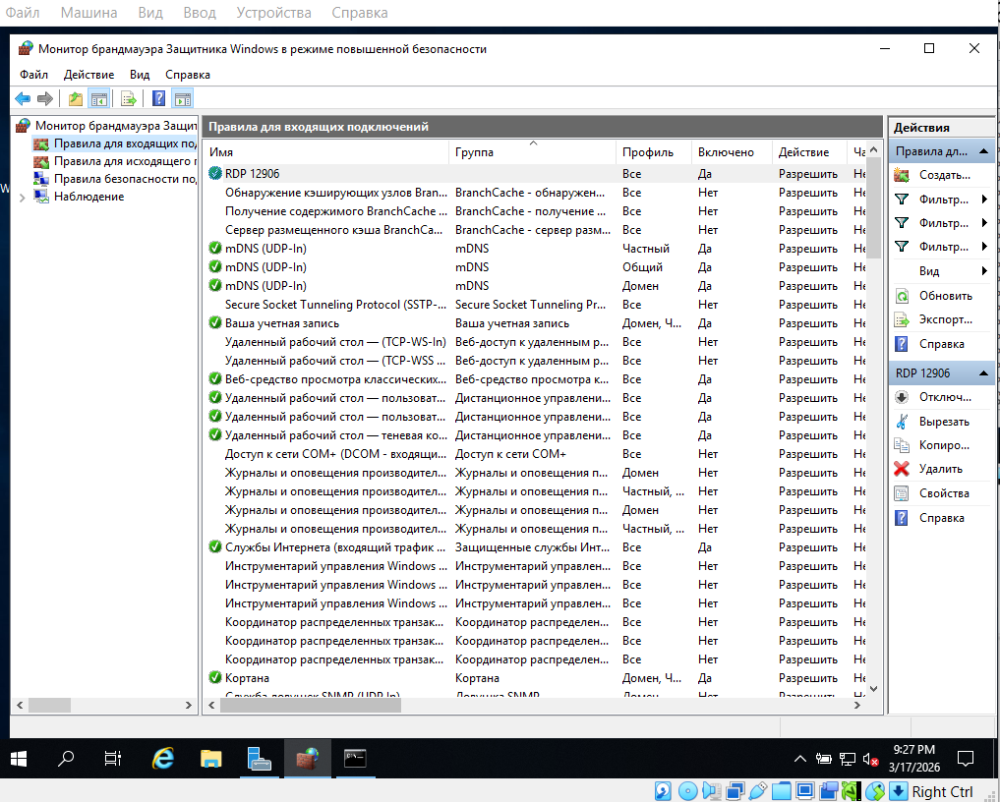 Файл Машина Вид Ввод Устройства Справка
Монитор брандмауэра Защитника Windows в режиме повышенной безопасности
Файл Действие Вид Справка
Монитор брандмауэра Защит
Правила для входящих по
Правила для исходящего
Правила безопасности по
Наблюдение
Правила для входящих подключений
Имя Группа Профиль Включено Действие Ча
RDP 12906 Все Да Разрешить Не
Обнаружение кэширующих узлов Bran... BranchCache - обнаружен... Все Нет Разрешить Не
Получение содержимого BranchCache ... BranchCache - получение ... Все Нет Разрешить Не
Сервер размещенного кэша BranchCa... BranchCache - сервер разм... Все Нет Разрешить Не
mDNS (UDP-In) mDNS Частный Да Разрешить Не
mDNS (UDP-In) mDNS Общий Да Разрешить Не
mDNS (UDP-In) mDNS Домен Да Разрешить Не
Secure Socket Tunneling Protocol (SSTP-... Secure Socket Tunneling Pr... Все Нет Разрешить Не
Ваша учетная запись Ваша учетная запись Домен, Ч... Да Разрешить Не
Удаленный рабочий стол — (TCP-WS-In) Веб-доступ к удаленным р... Все Нет Разрешить Не
Удаленный рабочий стол — (TCP-WSS ... Веб-доступ к удаленным р... Все Нет Разрешить Не
Веб-средство просмотра классических... Веб-средство просмотра к... Все Да Разрешить Не
Удаленный рабочий стол — пользоват... Дистанционное управлени... Все Да Разрешить Не
Удаленный рабочий стол — пользоват... Дистанционное управлени... Все Да Разрешить Не
Удаленный рабочий стол — теневая ко... Дистанционное управлени... Все Да Разрешить Не
Доступ к сети COM+ (DCOM - входящи... Доступ к сети COM+ Все Нет Разрешить Не
Журналы и оповещения производител... Журналы и оповещения п... Домен Нет Разрешить Не
Журналы и оповещения производител... Журналы и оповещения п... Частный, ... Нет Разрешить Не
Журналы и оповещения производител... Журналы и оповещения п... Домен Нет Разрешить Не
Журналы и оповещения производител... Журналы и оповещения п... Частный, ... Нет Разрешить Не
Службы Интернета (входящий трафик ... Защищенные службы Инт... Все Да Разрешить Не
Инструментарий управления Windows ... Инструментарий управлен... Все Нет Разрешить Не
Инструментарий управления Windows ... Инструментарий управлен... Все Нет Разрешить Не
Инструментарий управления Windows ... Инструментарий управлен... Все Нет Разрешить Не
Координатор распределенных транзак... Координатор распределен... Все Нет Разрешить Не
Координатор распределенных транзак... Координатор распределен... Все Нет Разрешить Не
Координатор распределенных транзак... Координатор распределен... Все Нет Разрешить Не
Кортана Кортана Домен, Ч... Да Разрешить Не
Служба ловушек SNMP (UDP In) Ловушка SNMP
Действия
Правила дл...
Создать...
Фильтр...
Фильтр...
Фильтр...
Вид
Обновить
Экспорт...
Справка
RDP 12906
Отключ...
Вырезать
Копиро...
Удалить
Свойства
Справка
9:27 PM
3/17/2026
Right Ctrl